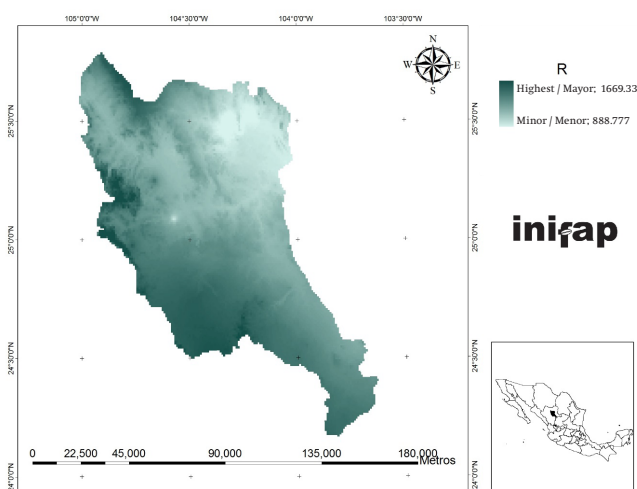 105°0'0"W 104°30'0"W 104°0'0"W 103°30'0"W
N
W E
S
25°30'0"N 25°30'0"N
25°0'0"N 25°0'0"N
24°30'0"N 24°30'0"N
24°0'0"N 24°0'0"N
0 22,500 45,000 90,000 135,000 180,000
Metros
R
Highest / Mayor; 1669.33
Minor / Menor; 888.777
inifap